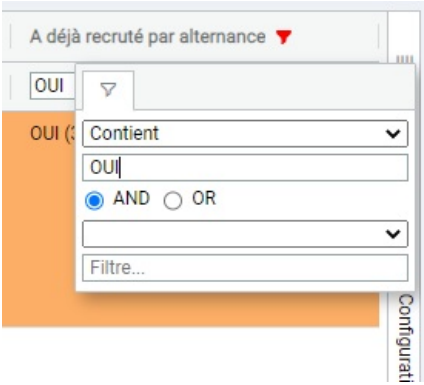 A déjà recruté par alternance
OUI
OUI (3
Contient
OUI
AND OR
Filtre...
Configurati